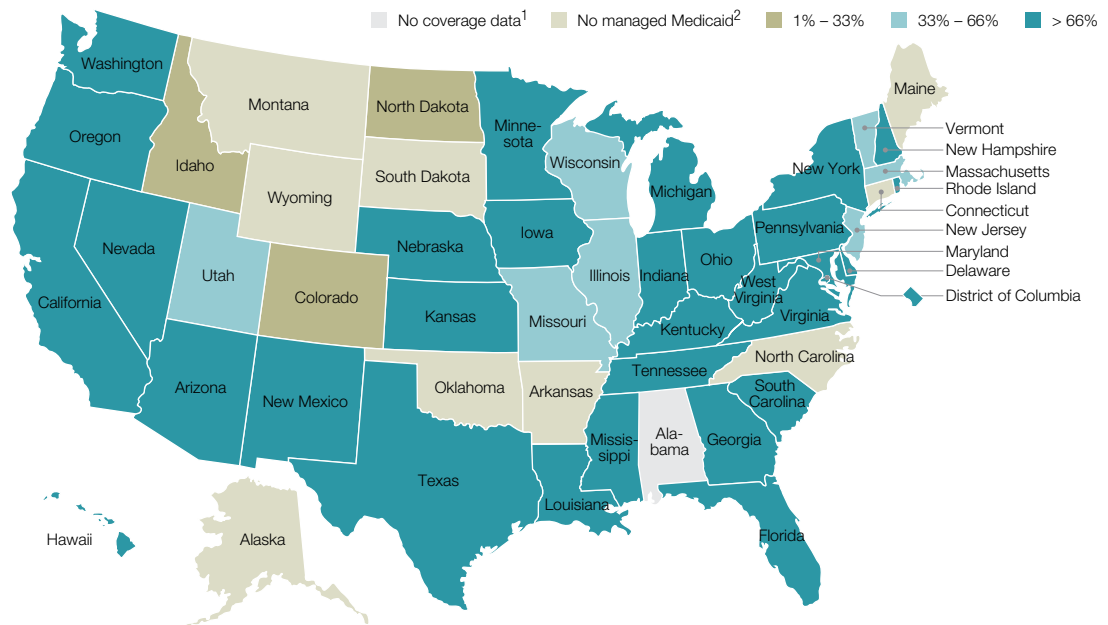 No coverage data1 No managed Medicaid2 1% – 33% 33% – 66% > 66%
Washington
Oregon
Idaho
Montana
North Dakota
South Dakota
Wyoming
Minne-
sota
Wisconsin
Michigan
New York
Maine
Vermont
New Hampshire
Massachusetts
Rhode Island
Connecticut
New Jersey
Maryland
Delaware
District of Columbia
Nevada
Utah
California
Colorado
Nebraska
Iowa
Kansas
Illinois
Indiana
Ohio
Pennsylvania
West
Virginia
Virginia
Missouri
Kentucky
Tennessee
North Carolina
South
Carolina
Arizona
New Mexico
Oklahoma
Arkansas
Missis-
sippi
Ala-
bama
Georgia
Texas
Louisiana
Florida
Hawaii
Alaska